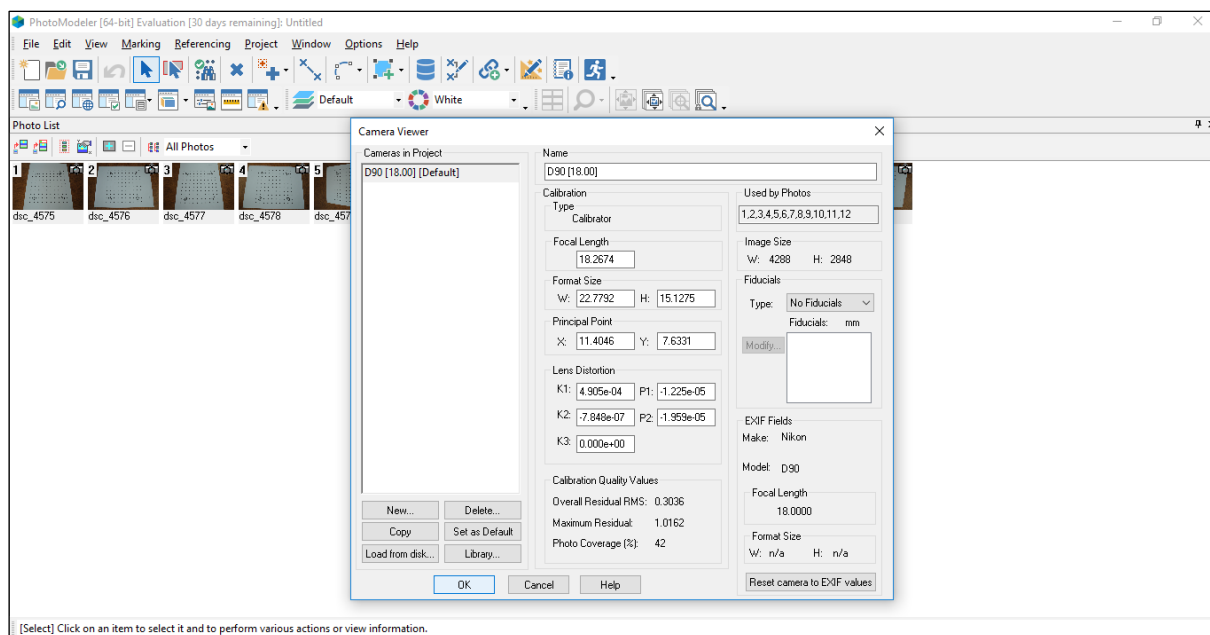 PhotoModeler [64-bit] Evaluation [30 days remaining]: Untitled
File Edit View Marking Referencing Project Window Options Help
Default White
Photo List
All Photos
1 2 3 4 5
dsc_4575 dsc_4576 dsc_4577 dsc_4578 dsc_457
Camera Viewer
Cameras in Project
D90 [18.00] [Default]
New... Delete...
Copy Set as Default
Load from disk... Library...
Name
D90 [18.00]
Calibration
Type
Calibrator
Focal Length
18.2674
Format Size
W: 22.7792 H: 15.1275
Principal Point
X: 11.4046 Y: 7.6331
Lens Distortion
K1: 4.905e-04 P1: -1.225e-05
K2: -7.848e-07 P2: -1.959e-05
K3: 0.000e+00
Calibration Quality Values
Overall Residual RMS: 0.3036
Maximum Residual: 1.0162
Photo Coverage (%): 42
Used by Photos
1,2,3,4,5,6,7,8,9,10,11,12
Image Size
W: 4288 H: 2848
Fiducials
Type: No Fiducials
Fiducials: mm
Modify...
EXIF Fields
Make: Nikon
Model: D90
Focal Length
18.0000
Format Size
W: n/a H: n/a
Reset camera to EXIF values
OK Cancel Help
[Select] Click on an item to select it and to perform various actions or view information.